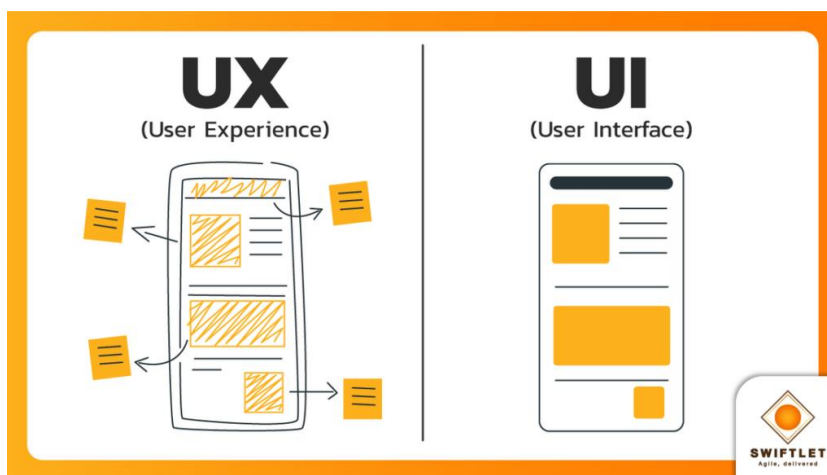 UX
(User Experience)
UI
(User Interface)
SWIFTLET
Agile, delivered